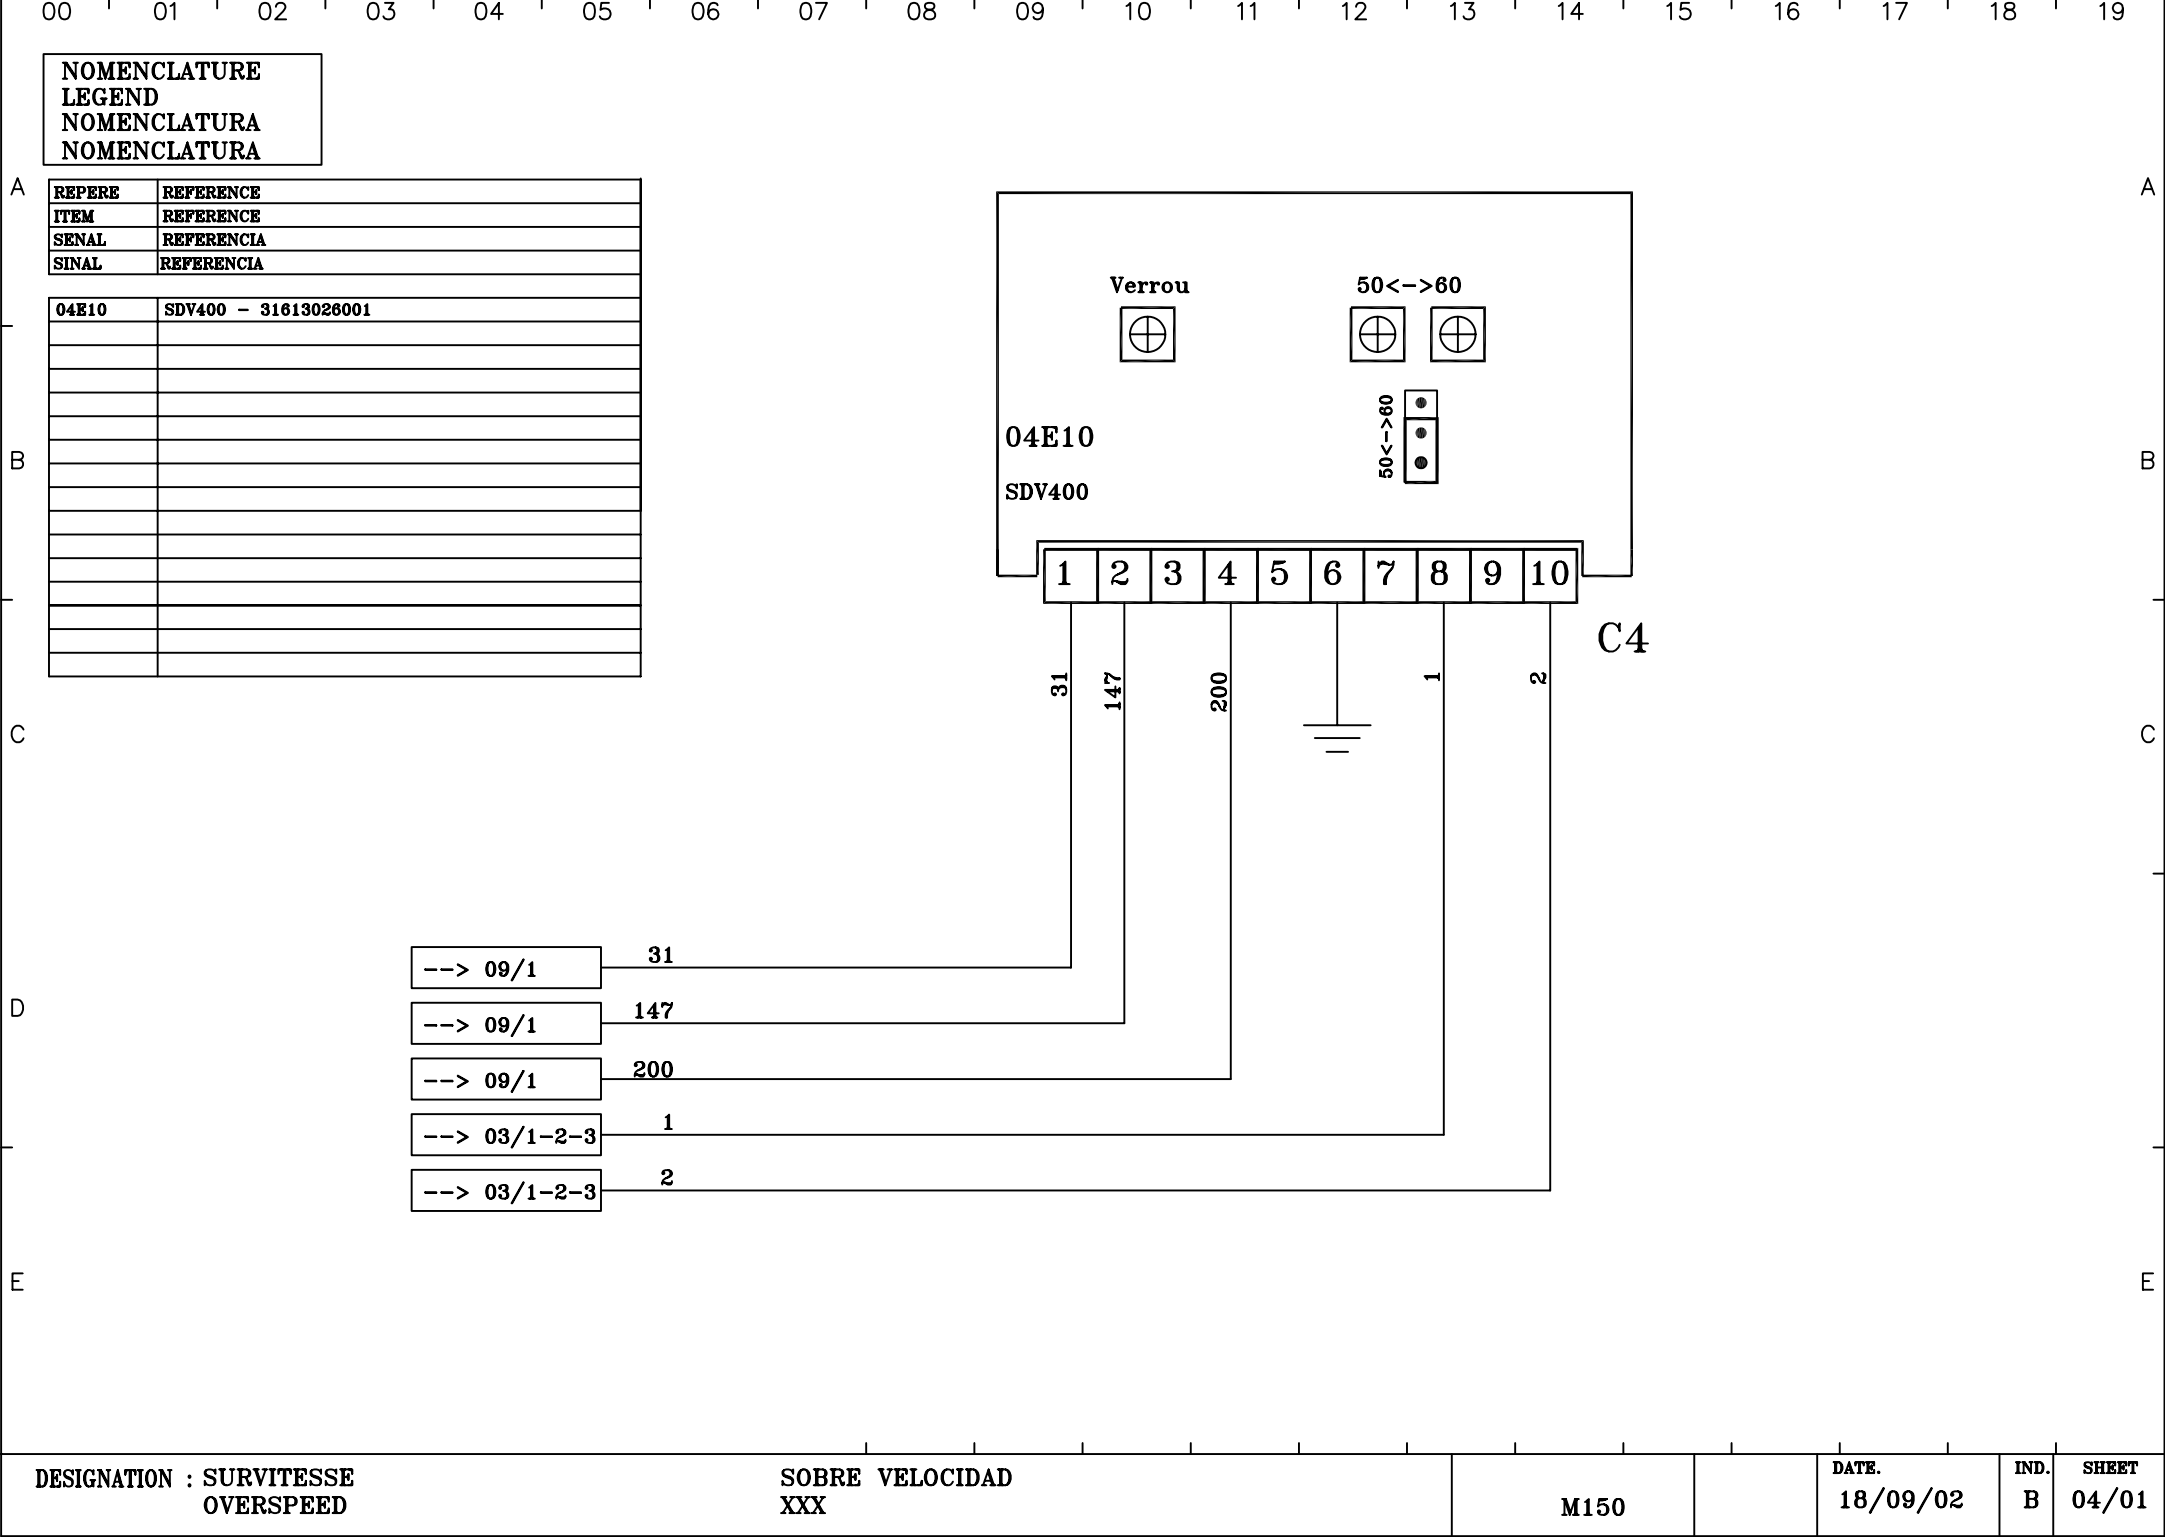 00 01 02 03 04 05 06 07 08 09 10 11 12 13 14 15 16 17 18 19
NOMENCLATURE
LEGEND
NOMENCLATURA
NOMENCLATURA
A A
REPERE REFERENCE
ITEM REFERENCE
SENAL REFERENCIA
SINAL REFERENCIA
04E10 SDV400 - 31613026001
Verrou 50<->60
50<->60
04E10
B B
SDV400
1 2 3 4 5 6 7 8 9 10
C4
31 147 200 1 2
C C
--> 09/1 31
D D
--> 09/1 147
--> 09/1 200
--> 03/1-2-3 1
--> 03/1-2-3 2
E E
DESIGNATION : SURVITESSE SOBRE VELOCIDAD
OVERSPEED XXX
M150
DATE. IND. SHEET
18/09/02 B 04/01